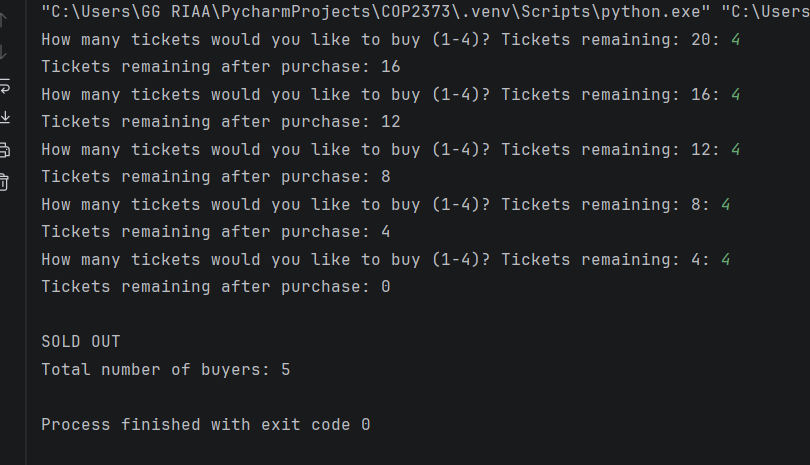 "C:\Users\GG RIAA\PycharmProjects\COP2373\.venv\Scripts\python.exe" "C:\Users
How many tickets would you like to buy (1-4)? Tickets remaining: 20: 4
Tickets remaining after purchase: 16
How many tickets would you like to buy (1-4)? Tickets remaining: 16: 4
Tickets remaining after purchase: 12
How many tickets would you like to buy (1-4)? Tickets remaining: 12: 4
Tickets remaining after purchase: 8
How many tickets would you like to buy (1-4)? Tickets remaining: 8: 4
Tickets remaining after purchase: 4
How many tickets would you like to buy (1-4)? Tickets remaining: 4: 4
Tickets remaining after purchase: 0
SOLD OUT
Total number of buyers: 5
Process finished with exit code 0